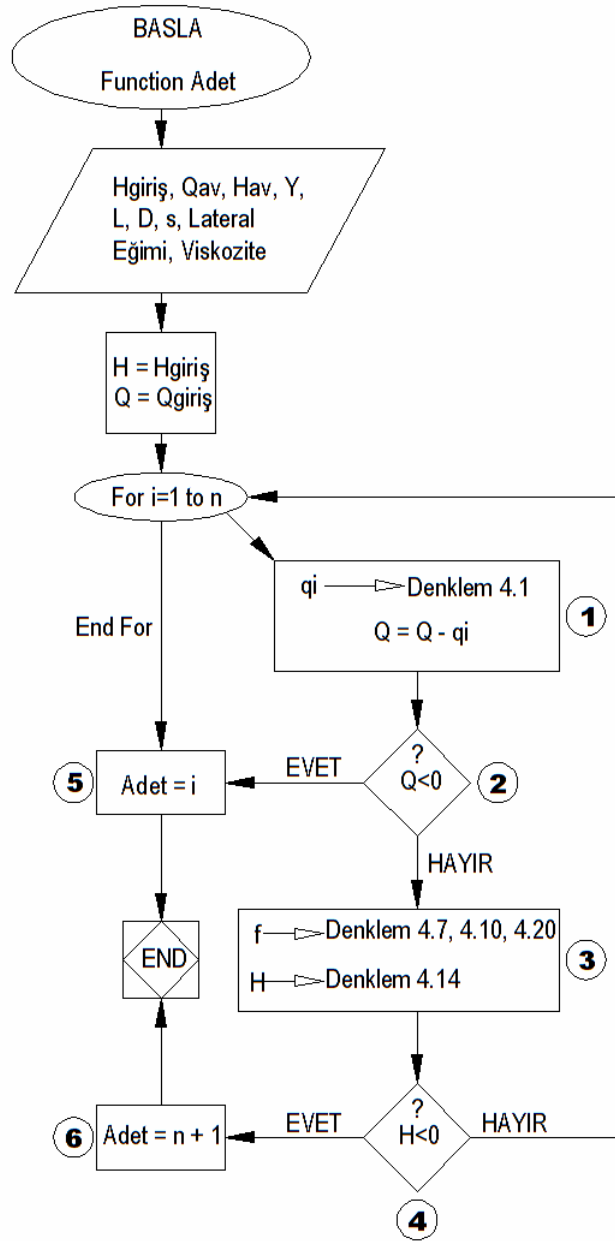 BASLA
Function Adet
Hgiriş, Qav, Hav, Y,
L, D, s, Lateral
Eğimi, Viskozite
H = Hgiriş
Q = Qgiriş
For i=1 to n
qi Denklem 4.1
Q = Q - qi
1
End For
?
Q<0
2
EVET
5
Adet = i
HAYIR
f Denklem 4.7, 4.10, 4.20
H Denklem 4.14
3
END
?
H<0
EVET
HAYIR
6
Adet = n + 1
4